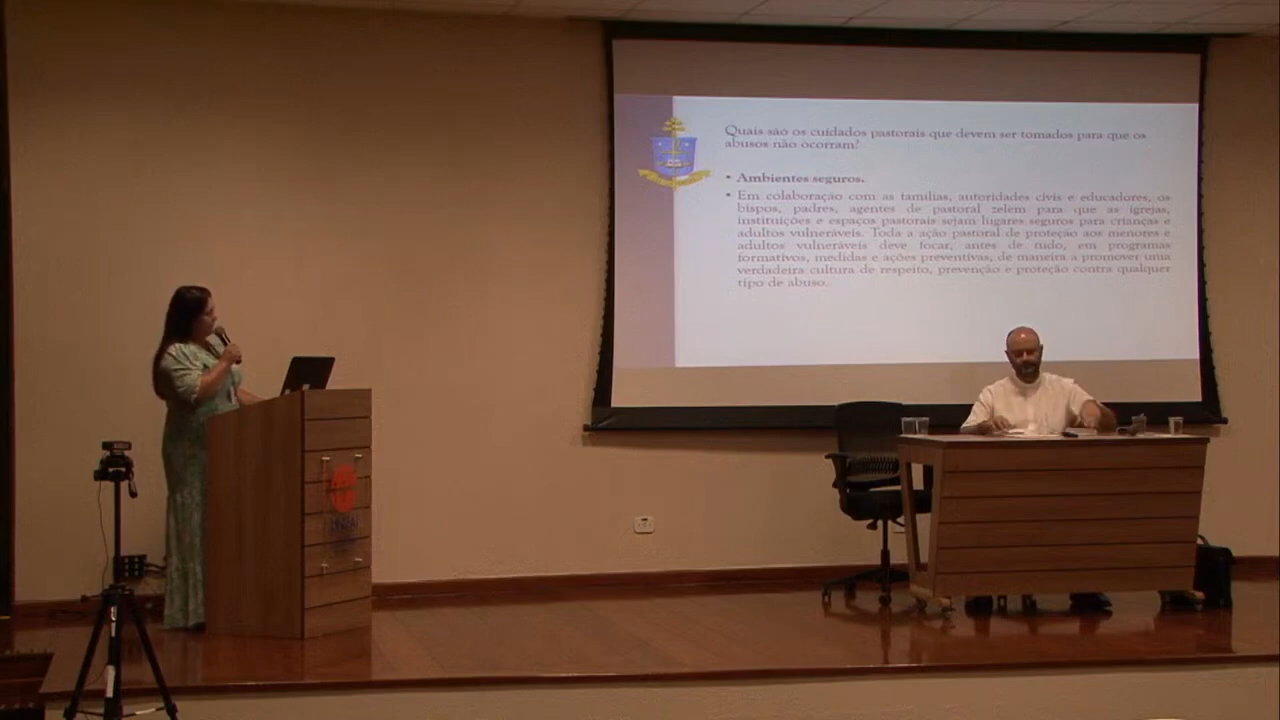 Quais são os cuidados pastorais que devem ser tomados para que os
abusos não ocorram?
• Ambientes seguros.
• Em colaboração com as famílias, autoridades civis e educadores, os
bispos, padres, agentes de pastoral zelem para que as igrejas,
instituições e espaços pastorais sejam lugares seguros para crianças e
adultos vulneráveis. Toda a ação pastoral de proteção aos menores e
adultos vulneráveis deve focar, antes de tudo, em programas
formativos, medidas e ações preventivas, de maneira a promover uma
verdadeira cultura de respeito, prevenção e proteção contra qualquer
tipo de abuso.